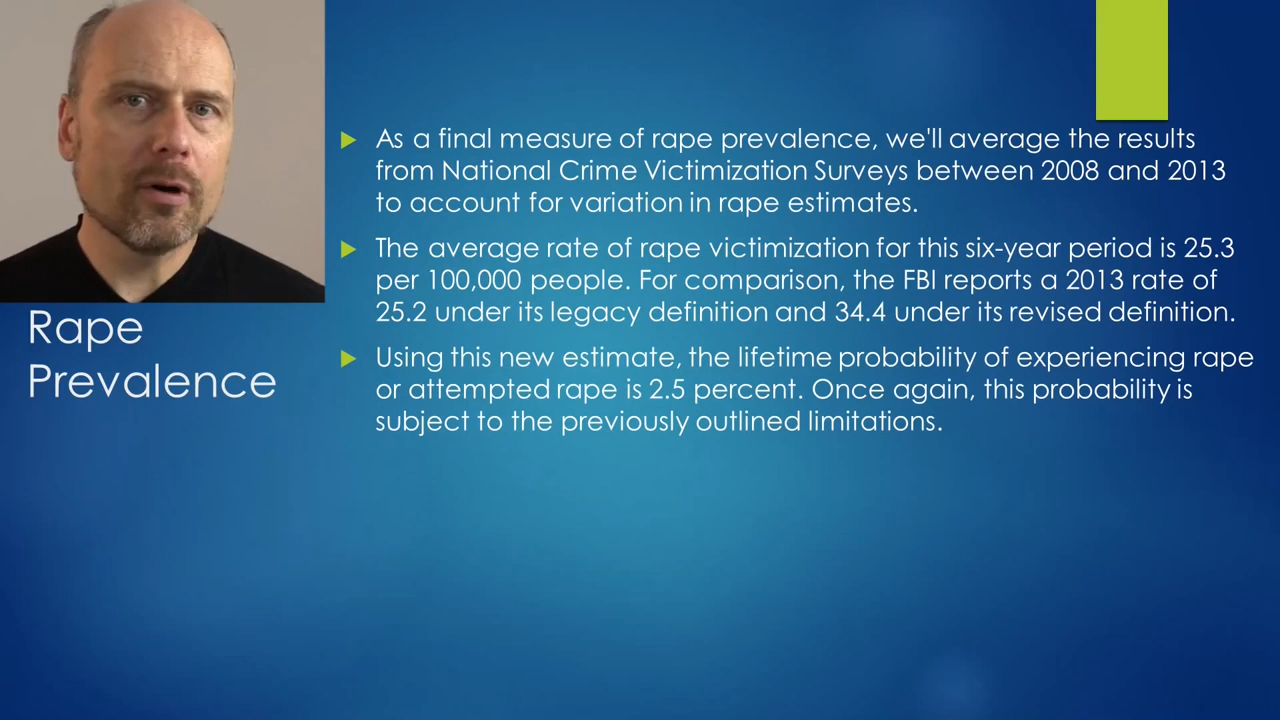 As a final measure of rape prevalence, we'll average the results
from National Crime Victimization Surveys between 2008 and 2013
to account for variation in rape estimates.
The average rate of rape victimization for this six-year period is 25.3
per 100,000 people. For comparison, the FBI reports a 2013 rate of
25.2 under its legacy definition and 34.4 under its revised definition.
Using this new estimate, the lifetime probability of experiencing rape
or attempted rape is 2.5 percent. Once again, this probability is
subject to the previously outlined limitations.
Rape
Prevalence